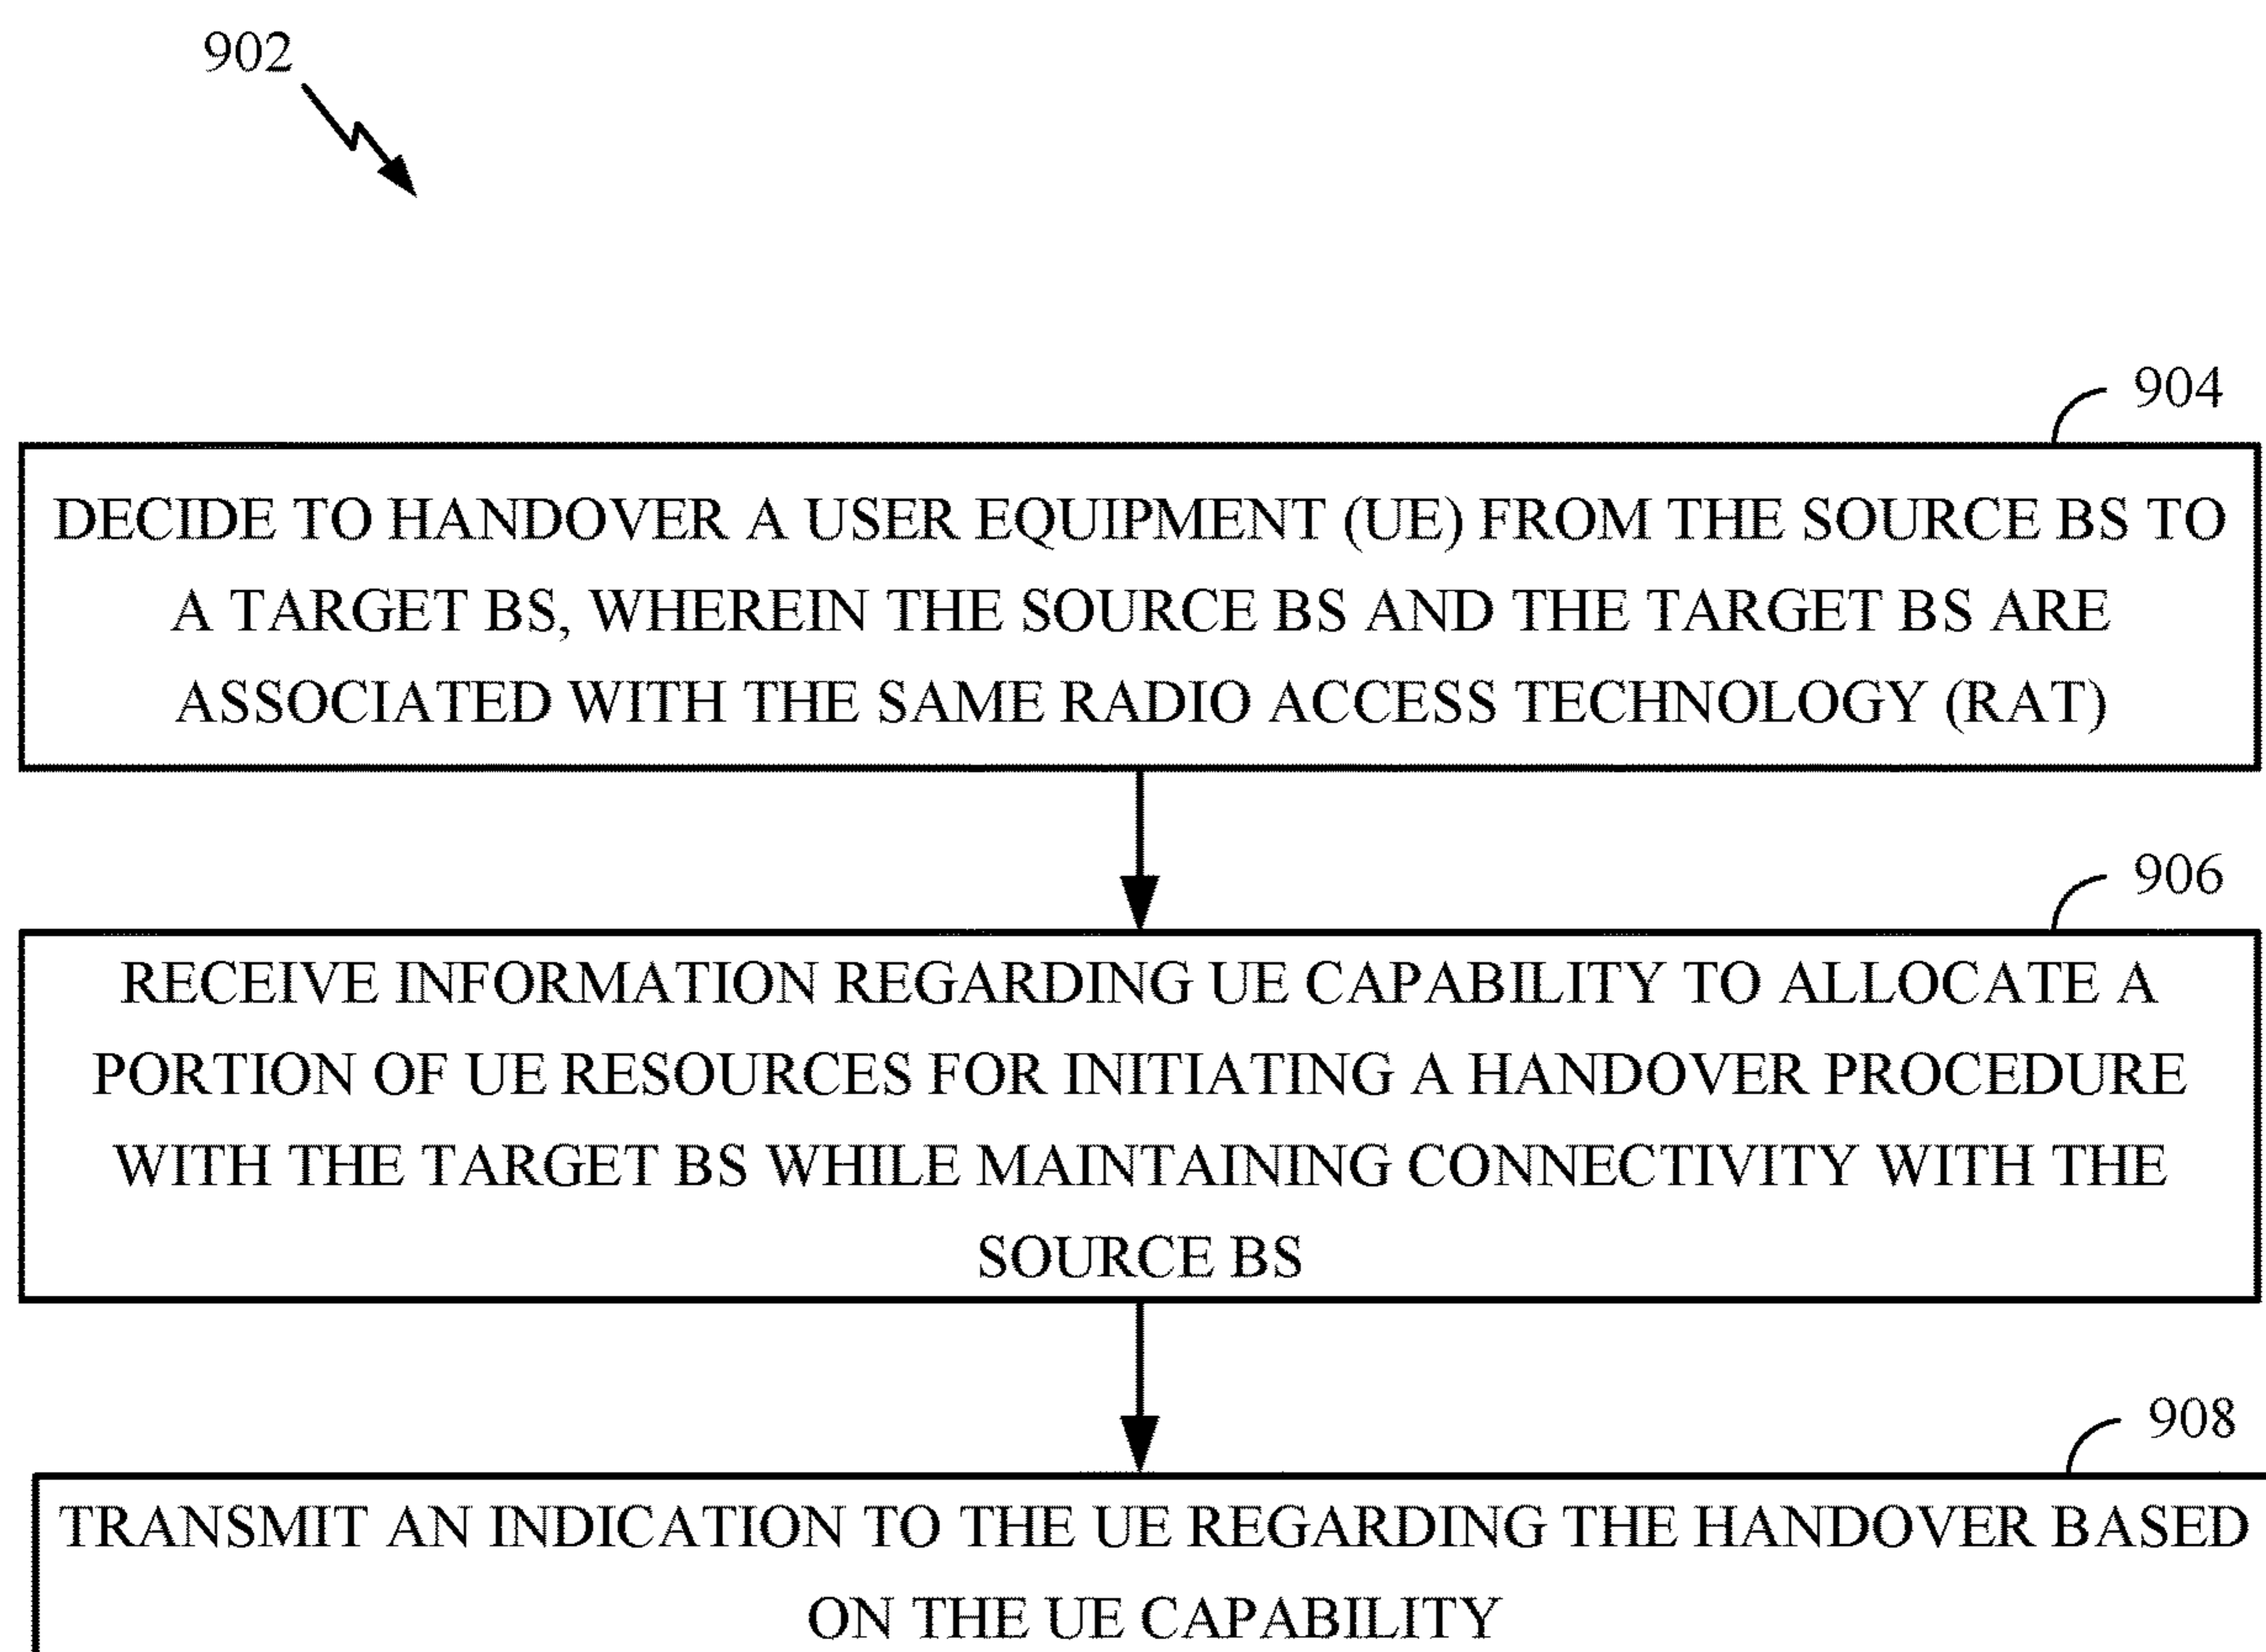 902
904
DECIDE TO HANDOVER A USER EQUIPMENT (UE) FROM THE SOURCE BS TO
A TARGET BS, WHEREIN THE SOURCE BS AND THE TARGET BS ARE
ASSOCIATED WITH THE SAME RADIO ACCESS TECHNOLOGY (RAT)
906
RECEIVE INFORMATION REGARDING UE CAPABILITY TO ALLOCATE A
PORTION OF UE RESOURCES FOR INITIATING A HANDOVER PROCEDURE
WITH THE TARGET BS WHILE MAINTAINING CONNECTIVITY WITH THE
SOURCE BS
908
TRANSMIT AN INDICATION TO THE UE REGARDING THE HANDOVER BASED
ON THE UE CAPABILITY